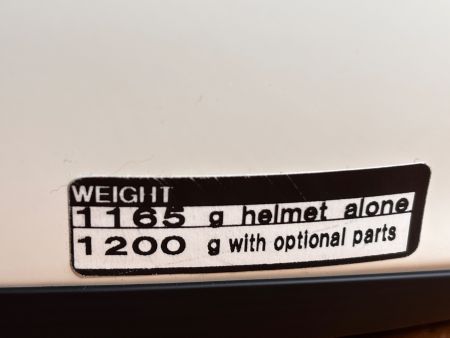 WEIGHT
1165 g helmet alone
1200 g with optional parts